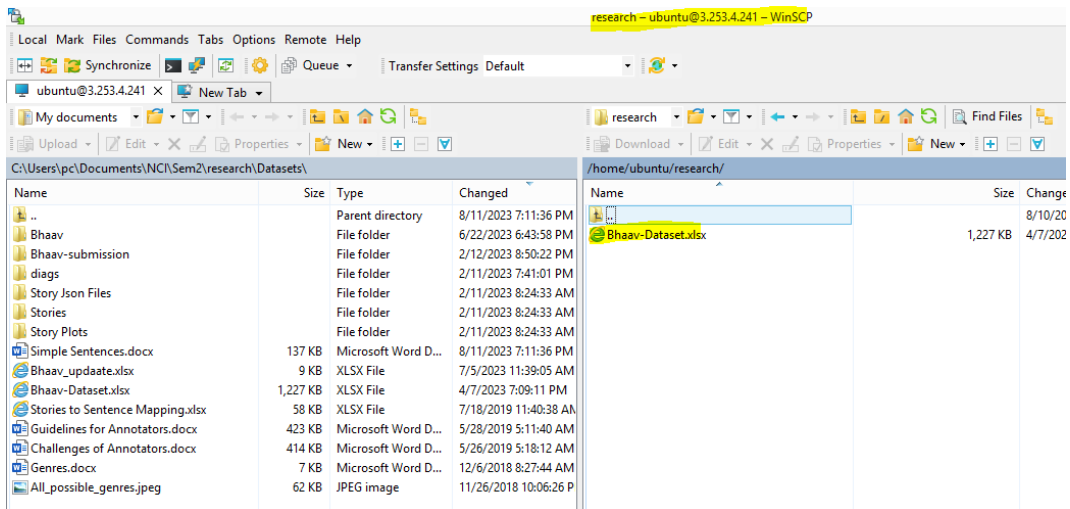 research – ubuntu@3.253.4.241 – WinSCP
Local Mark Files Commands Tabs Options Remote Help
Synchronize Queue Transfer Settings Default
ubuntu@3.253.4.241 × New Tab
My documents research Find Files
Upload Edit Properties New Download Edit Properties New
C:\Users\pc\Documents\NCI\Sem2\research\Datasets\ /home/ubuntu/research/
Name Size Type Changed Name Size Change
.. Parent directory 8/11/2023 7:11:36 PM .. 8/10/20
Bhaav File folder 6/22/2023 6:43:58 PM Bhaav-Dataset.xlsx 1,227 KB 4/7/202
Bhaav-submission File folder 2/12/2023 8:50:22 PM
diags File folder 2/11/2023 7:41:01 PM
Story Json Files File folder 2/11/2023 8:24:33 AM
Stories File folder 2/11/2023 8:24:33 AM
Story Plots File folder 2/11/2023 8:24:33 AM
Simple Sentences.docx 137 KB Microsoft Word D... 8/11/2023 7:11:36 PM
Bhaav_updaate.xlsx 9 KB XLSX File 7/5/2023 11:39:05 AM
Bhaav-Dataset.xlsx 1,227 KB XLSX File 4/7/2023 7:09:11 PM
Stories to Sentence Mapping.xlsx 58 KB XLSX File 7/18/2019 11:40:38 AM
Guidelines for Annotators.docx 423 KB Microsoft Word D... 5/28/2019 5:11:40 AM
Challenges of Annotators.docx 414 KB Microsoft Word D... 5/26/2019 5:18:12 AM
Genres.docx 7 KB Microsoft Word D... 12/6/2018 8:27:44 AM
All_possible_genres.jpeg 62 KB JPEG image 11/26/2018 10:06:26 P